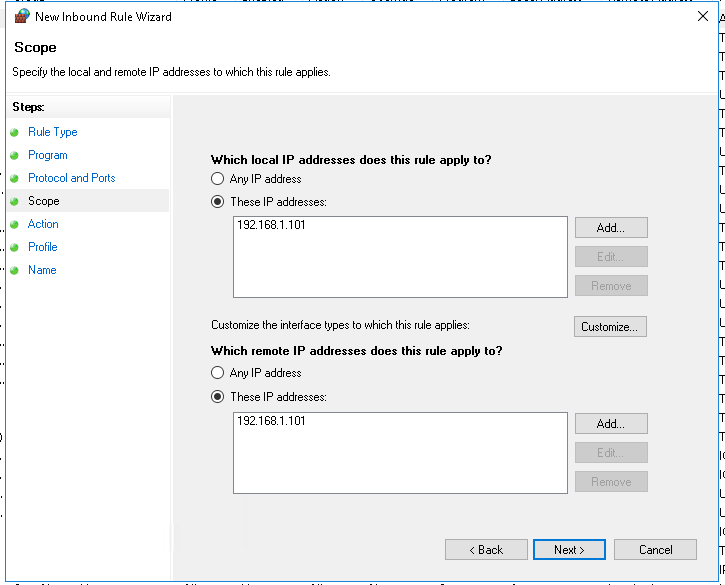 New Inbound Rule Wizard
Scope
Specify the local and remote IP addresses to which this rule applies.
Steps:
Rule Type
Program
Protocol and Ports
Scope
Action
Profile
Name
Which local IP addresses does this rule apply to?
Any IP address
These IP addresses:
192.168.1.101
Add...
Edit...
Remove
Customize the interface types to which this rule applies:
Customize...
Which remote IP addresses does this rule apply to?
Any IP address
These IP addresses:
192.168.1.101
Add...
Edit...
Remove
< Back
Next >
Cancel